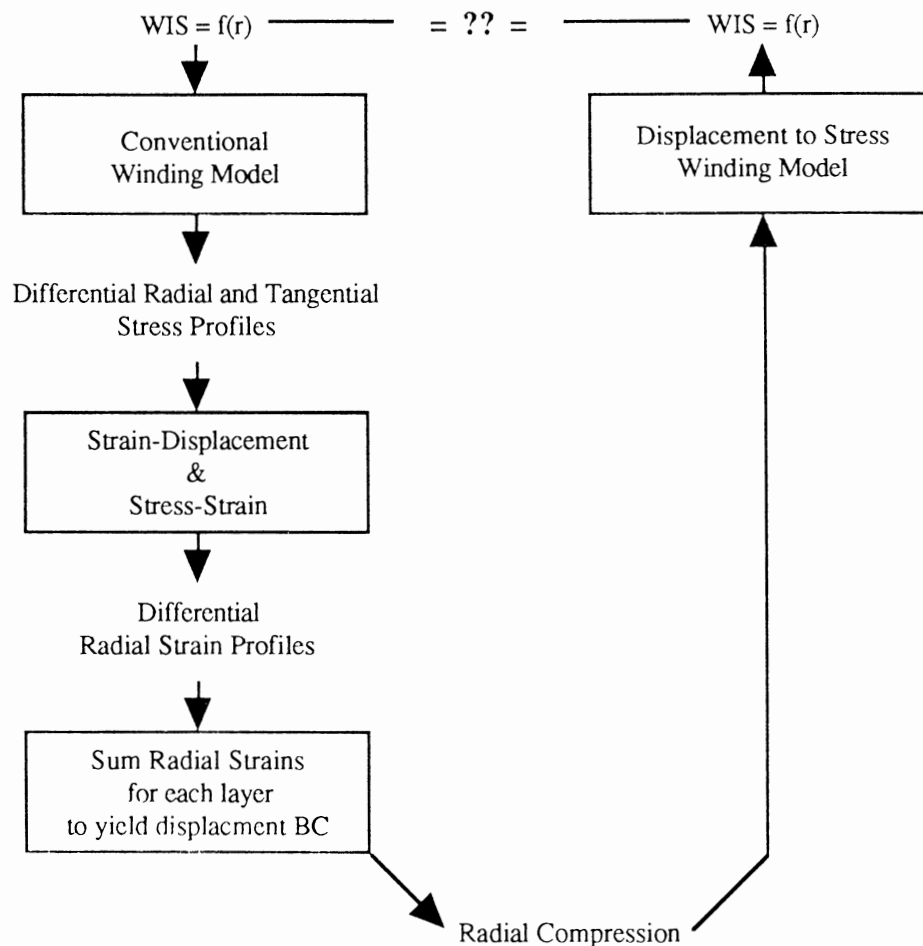 WIS = f(r)
= ?? =
WIS = f(r)
Conventional
Winding Model
Displacement to Stress
Winding Model
Differential Radial and Tangential
Stress Profiles
Strain-Displacement
&
Stress-Strain
Differential
Radial Strain Profiles
Sum Radial Strains
for each layer
to yield displacment BC
Radial Compression